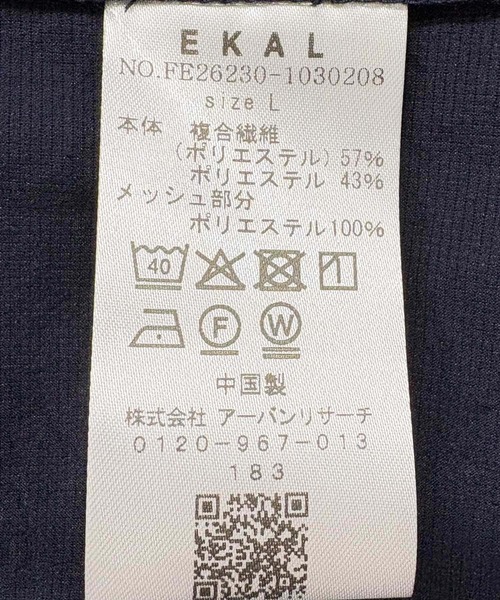 EKAL
NO.FE26230-1030208
size L
本体 複合繊維
(ポリエステル) 57%
ポリエステル 43%
メッシュ部分
ポリエステル100%
40
F W
中国製
株式会社 アーバンリサーチ
0120-967-013
183